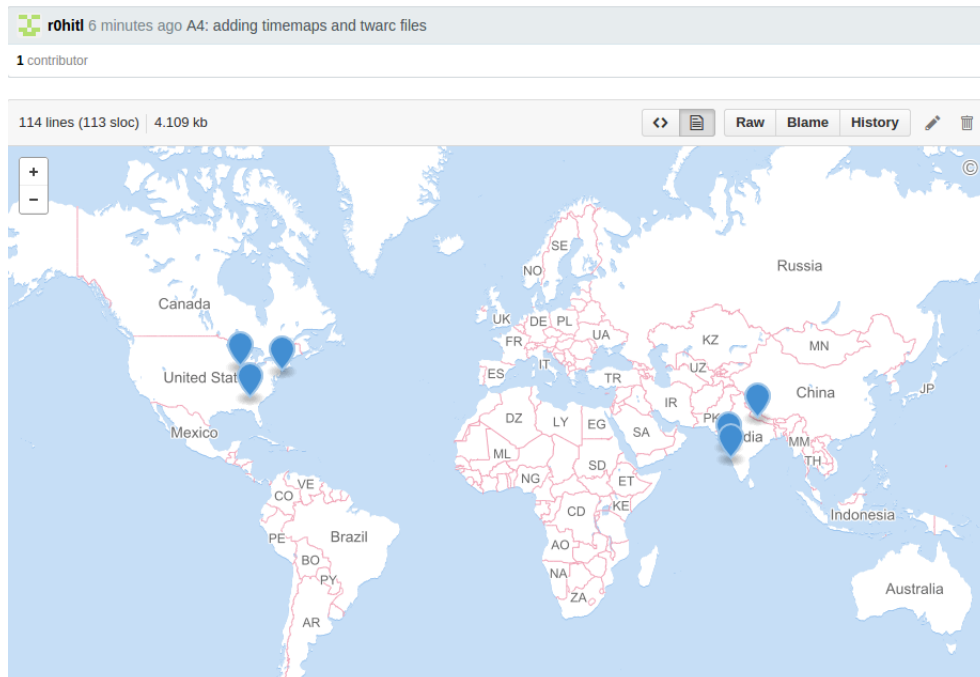 r0hitl 6 minutes ago A4: adding timemaps and twarc files
1 contributor
114 lines (113 sloc) 4.109 kb <> Raw Blame History
+
©
−
SE
Russia
NO
Canada
UK DE PL
UA
FR KZ MN
IT
UZ
ES
United Stat TR China
JP
IR
DZ LY EG PK
Mexico SA dia
MM
ML TH
SD
NG ET
VE
CO KE
CD Indonesia
PE Brazil
AO
BO
NA
PY Australia
ZA
AR